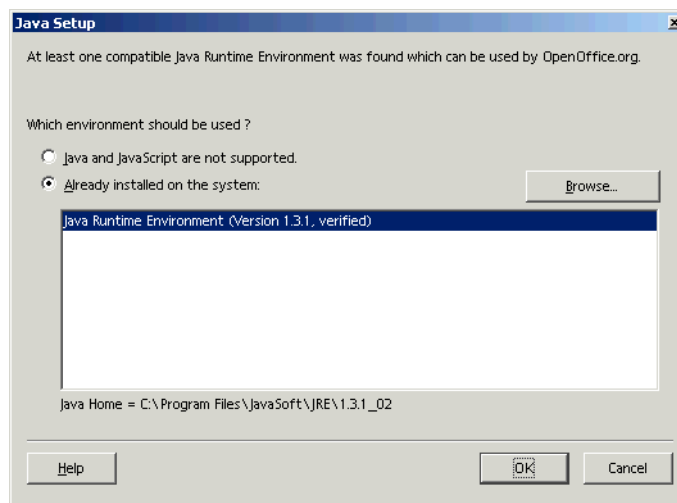 Java Setup
At least one compatible Java Runtime Environment was found which can be used by OpenOffice.org.
Which environment should be used ?
Java and JavaScript are not supported.
Already installed on the system:
Browse...
Java Runtime Environment (Version 1.3.1, verified)
Java Home = C:\Program Files\JavaSoft\JRE\1.3.1_02
Help
OK
Cancel